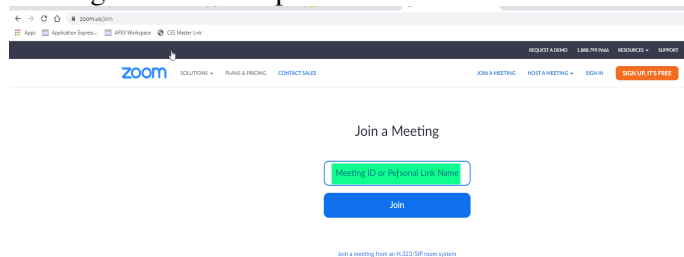 zoom.us/join
Apps Application Express... APEX Workspace CES Master Link
REQUEST A DEMO 1.888.799.9666 RESOURCES SUPPORT
zoom SOLUTIONS PLANS & PRICING CONTACT SALES JOIN A MEETING HOST A MEETING SIGN IN SIGN UP, IT'S FREE
Join a Meeting
Meeting ID or Personal Link Name
Join
Join a meeting from an H.323/SIP room system